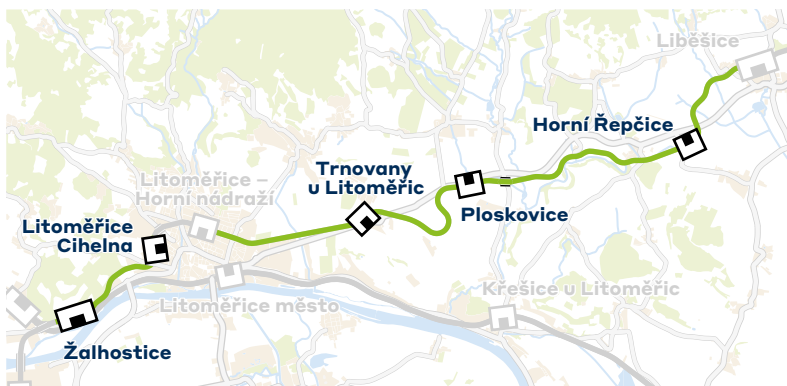 Liběšice
Horní Řepčice
Trnovany
u Litoměřic
Litoměřice –
Horní nádraží
Ploskovice
Litoměřice
Cihelna
Křešice u Litoměřic
Litoměřice město
Žalhostice